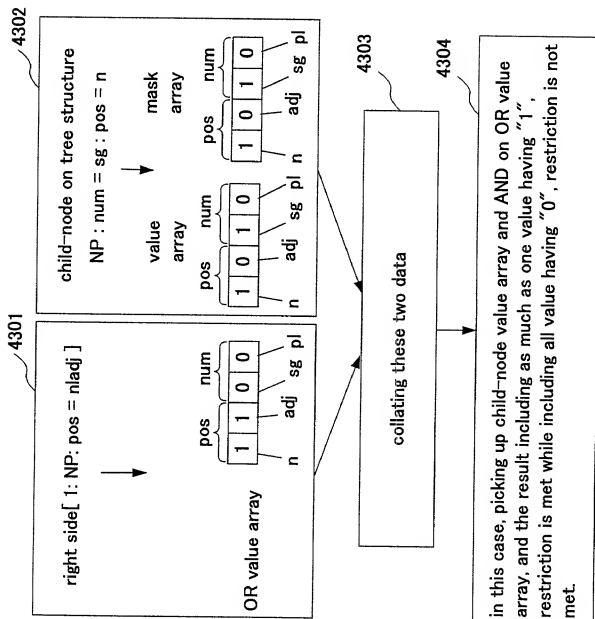 4301
right side[ 1: NP: pos = nladj ]
pos num
1 1 0 0
n adj sg pl
OR value array
4302
child-node on tree structure
NP : num = sg : pos = n
value array
mask array
pos num
1 0 1 0
n adj sg pl
pos num
1 0 1 0
n adj sg pl
4303
collating these two data
4304
in this case, picking up child-node value array and AND on OR value
array, and the result including as much as one value having "1",
restriction is met while including all value having "0", restriction is not
met.